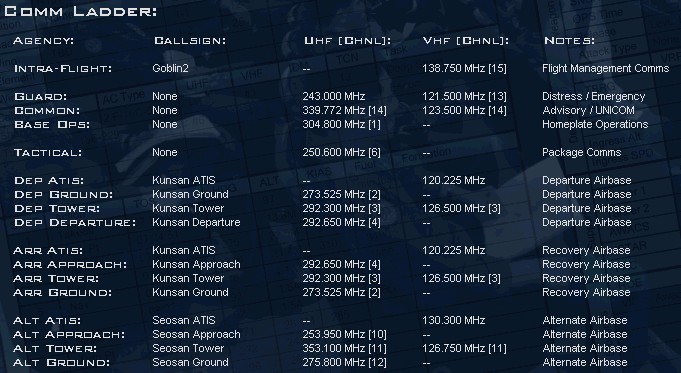 Comm Ladder:
Agency: Callsign: Uhf [Chnl]: Vhf [Chnl]: Notes:
Intra-Flight: Goblin2 -- 138.750 MHz [15] Flight Management Comms
Guard: None 243.000 MHz 121.500 MHz [13] Distress / Emergency
Common: None 339.772 MHz [14] 123.500 MHz [14] Advisory / UNICOM
Base Ops: None 304.800 MHz [1] -- Homeplate Operations
Tactical: None 250.600 MHz [6] -- Package Comms
Dep Atis: Kunsan ATIS -- 120.225 MHz Departure Airbase
Dep Ground: Kunsan Ground 273.525 MHz [2] -- Departure Airbase
Dep Tower: Kunsan Tower 292.300 MHz [3] 126.500 MHz [3] Departure Airbase
Dep Departure: Kunsan Departure 292.650 MHz [4] -- Departure Airbase
Arr Atis: Kunsan ATIS -- 120.225 MHz Recovery Airbase
Arr Approach: Kunsan Approach 292.650 MHz [4] -- Recovery Airbase
Arr Tower: Kunsan Tower 292.300 MHz [3] 126.500 MHz [3] Recovery Airbase
Arr Ground: Kunsan Ground 273.525 MHz [2] -- Recovery Airbase
Alt Atis: Seosan ATIS -- 130.300 MHz Alternate Airbase
Alt Approach: Seosan Approach 253.950 MHz [10] -- Alternate Airbase
Alt Tower: Seosan Tower 353.100 MHz [11] 126.750 MHz [11] Alternate Airbase
Alt Ground: Seosan Ground 275.800 MHz [12] -- Alternate Airbase